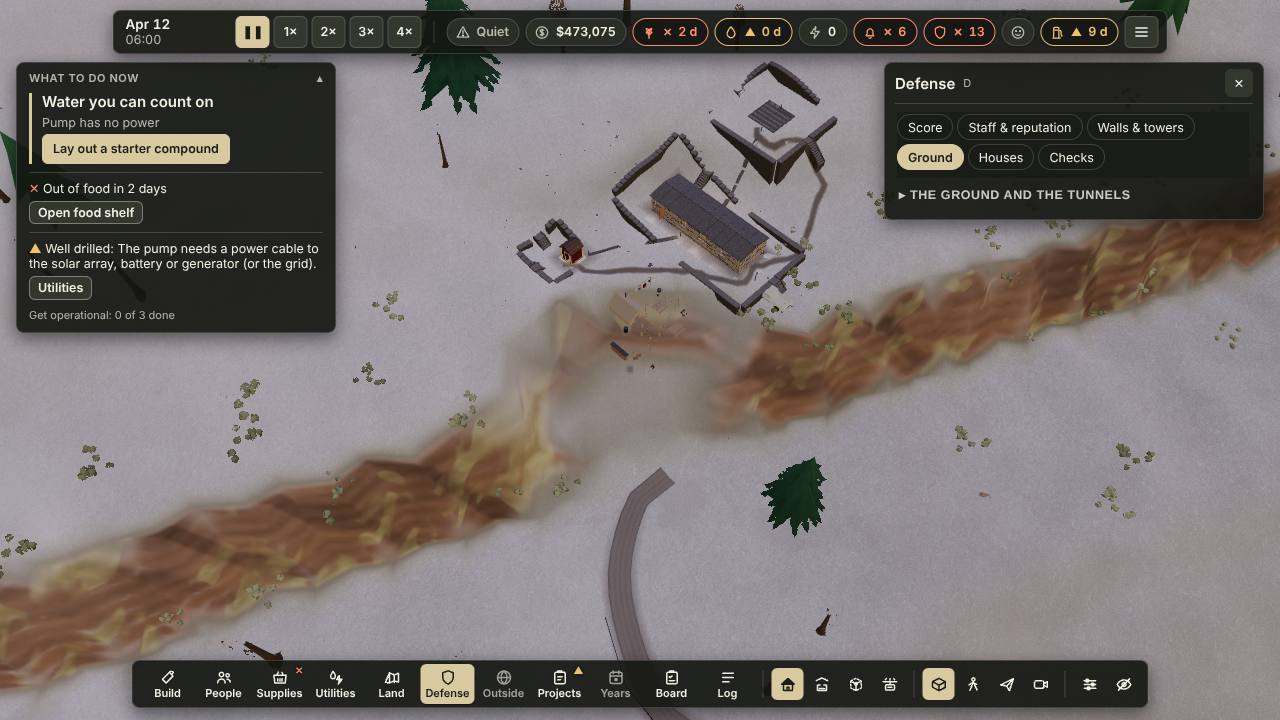 Apr 12
06:00
1×
2×
3×
4×
Quiet
$473,075
× 2 d
▲ 0 d
0
× 6
× 13
▲ 9 d
WHAT TO DO NOW
Water you can count on
Pump has no power
Lay out a starter compound
× Out of food in 2 days
Open food shelf
Well drilled: The pump needs a power cable to
the solar array, battery or generator (or the grid).
Utilities
Get operational: 0 of 3 done
Defense D
Score
Staff & reputation
Walls & towers
Ground
Houses
Checks
▸ THE GROUND AND THE TUNNELS
Build
People
Supplies
Utilities
Land
Defense
Outside
Projects
Years
Board
Log